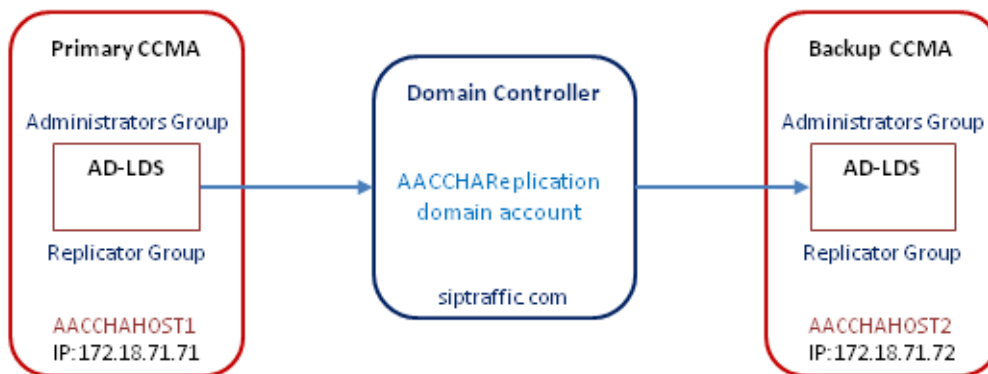 Primary CCMA
Administrators Group
AD-LDS
Replicator Group
AACCHAHOST1
IP:172.18.71.71
Domain Controller
AACCHAReplication
domain account
siptraffic.com
Backup CCMA
Administrators Group
AD-LDS
Replicator Group
AACCHAHOST2
IP:172.18.71.72